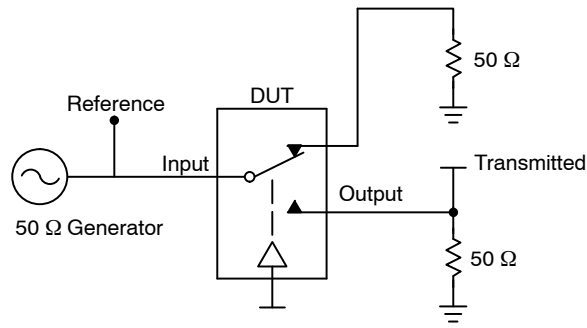 50 Ω
DUT
Reference
Input
Transmitted
Output
50 Ω Generator
50 Ω